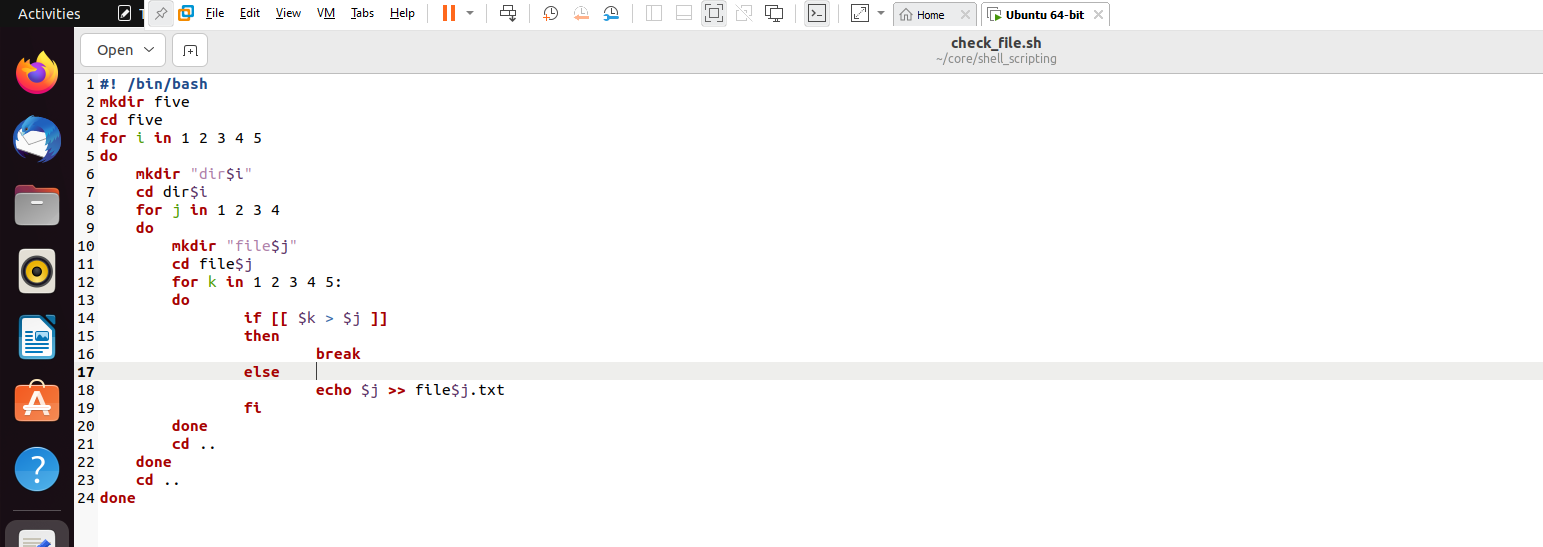 Activities
T
File Edit View VM Tabs Help
Home
Ubuntu 64-bit
Open
check_file.sh
~/core/shell_scripting
1 #! /bin/bash
2 mkdir five
3 cd five
4 for i in 1 2 3 4 5
5 do
6     mkdir "dir$i"
7     cd dir$i
8     for j in 1 2 3 4
9     do
10         mkdir "file$j"
11         cd file$j
12         for k in 1 2 3 4 5:
13         do
14                 if [[ $k > $j ]]
15                 then
16                         break
17                 else
18                         echo $j >> file$j.txt
19                 fi
20         done
21         cd ..
22     done
23     cd ..
24 done